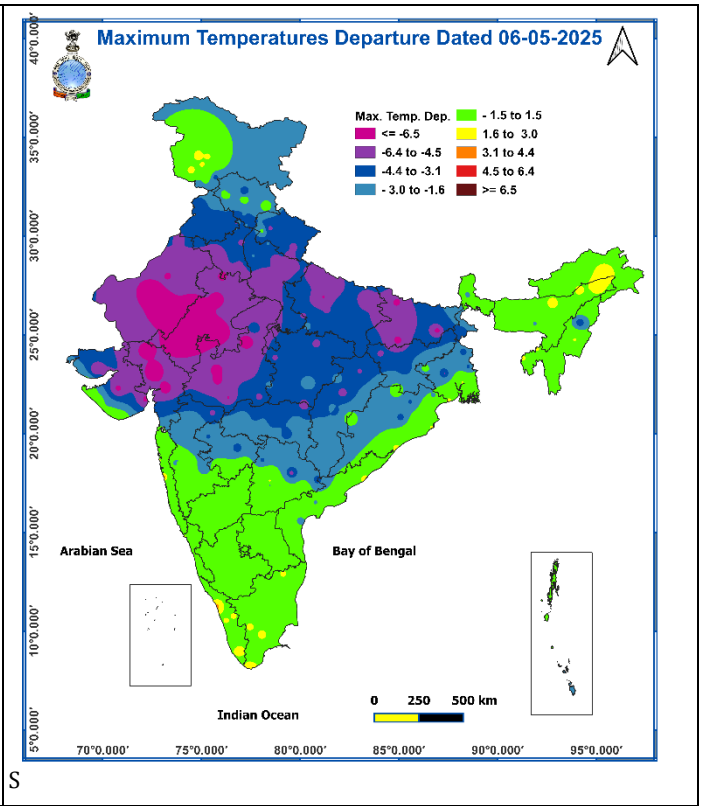 Maximum Temperatures Departure Dated 06-05-2025
Max. Temp. Dep.
<= -6.5
-6.4 to -4.5
-4.4 to -3.1
- 3.0 to -1.6
- 1.5 to 1.5
1.6 to 3.0
3.1 to 4.4
4.5 to 6.4
>= 6.5
40°0.000'
35°0.000'
30°0.000'
25°0.000'
20°0.000'
15°0.000'
10°0.000'
5°0.000'
Arabian Sea
Bay of Bengal
Indian Ocean
0 250 500 km
70°0.000' 75°0.000' 80°0.000' 85°0.000' 90°0.000' 95°0.000'
S